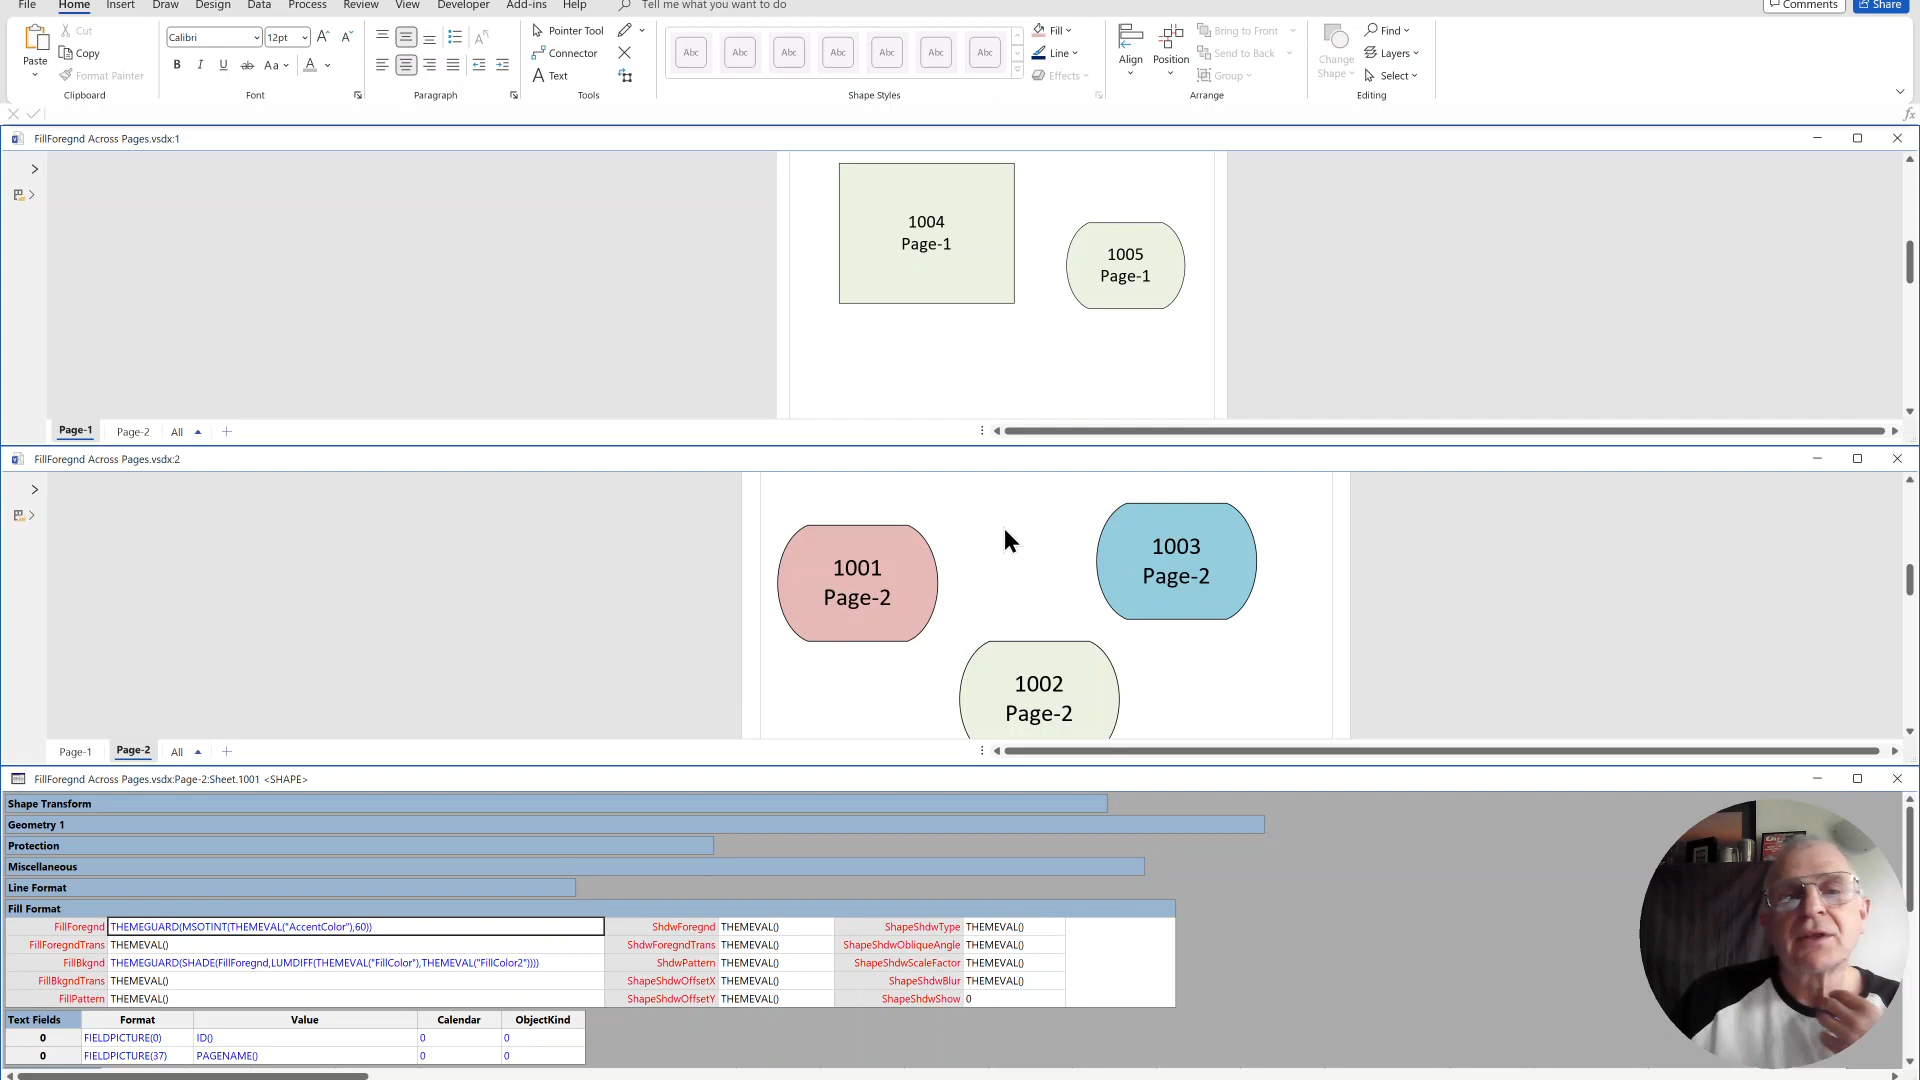 File Home Insert Draw Design Data Process Review View Developer Add-ins Help Tell me what you want to do Comments Share
Paste Cut Copy Format Painter
Calibri 12pt
Pointer Tool Connector Text
Abc Abc Abc Abc Abc Abc Abc
Fill Line Effects
Align Position Bring to Front Send to Back Group
Change Shape Find Layers Select
Clipboard Font Paragraph Tools Shape Styles Arrange Editing
FillForegnd Across Pages.vsdx:1
1004
Page-1
1005
Page-1
Page-1 Page-2 All
FillForegnd Across Pages.vsdx:2
1001
Page-2
1003
Page-2
1002
Page-2
Page-1 Page-2 All
FillForegnd Across Pages.vsdx:Page-2:Sheet.1001 <SHAPE>
Shape Transform
Geometry 1
Protection
Miscellaneous
Line Format
Fill Format
FillForegnd THEMEGUARD(MSOTINT(THEMEVAL("AccentColor"),60)) ShdwForegnd THEMEVAL() ShapeShdwType THEMEVAL()
FillForegndTrans THEMEVAL() ShdwForegndTrans THEMEVAL() ShapeShdwObliqueAngle THEMEVAL()
FillBkgnd THEMEGUARD(SHADE(FillForegnd,LUMDIFF(THEMEVAL("FillColor"),THEMEVAL("FillColor2")))) ShdwPattern THEMEVAL() ShapeShdwScaleFactor THEMEVAL()
FillBkgndTrans THEMEVAL() ShapeShdwOffsetX THEMEVAL() ShapeShdwBlur THEMEVAL()
FillPattern THEMEVAL() ShapeShdwOffsetY THEMEVAL() ShapeShdwShow 0
Text Fields Format Value Calendar ObjectKind
0 FIELDPICTURE(0) ID() 0 0
0 FIELDPICTURE(37) PAGENAME() 0 0